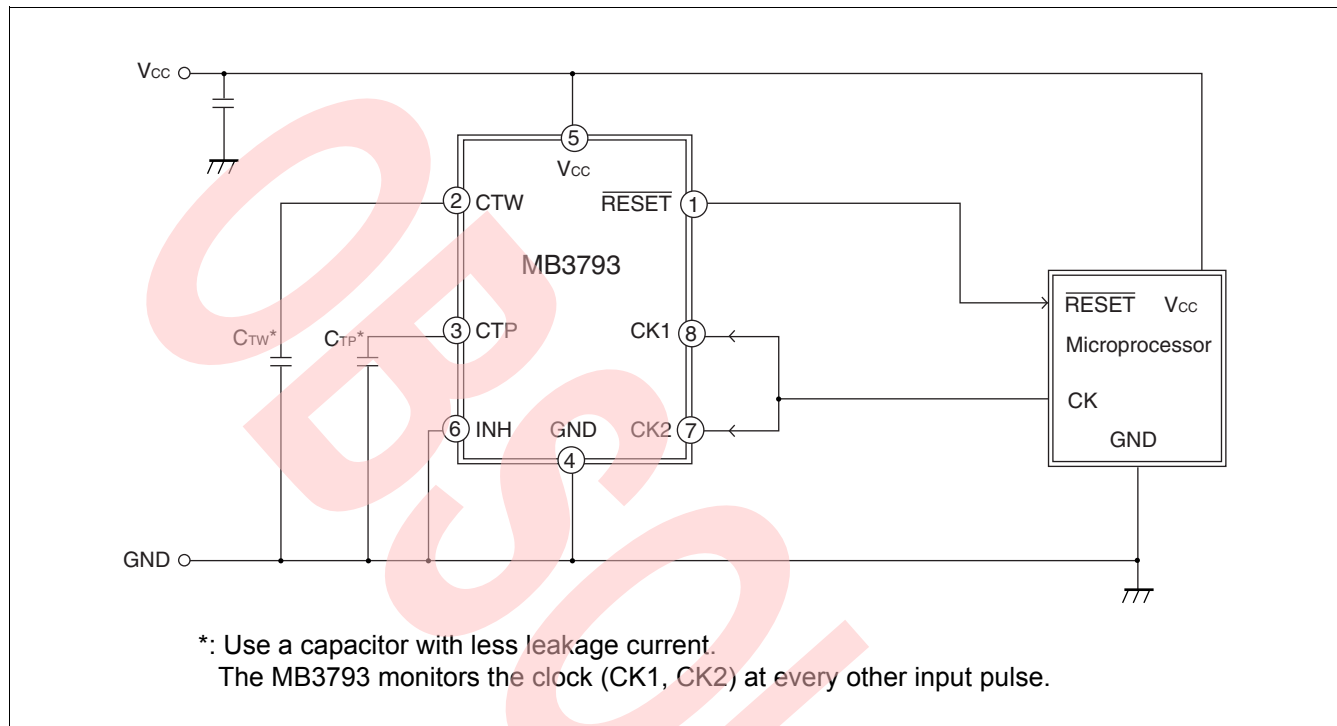 Vcc
5
Vcc
2 CTW
RESET 1
MB3793
RESET Vcc
CTW*
CTP*
3 CTP
CK1 8
Microprocessor
CK
6 INH GND CK2 7
GND
4
GND
*: Use a capacitor with less leakage current.
The MB3793 monitors the clock (CK1, CK2) at every other input pulse.
OBSOL